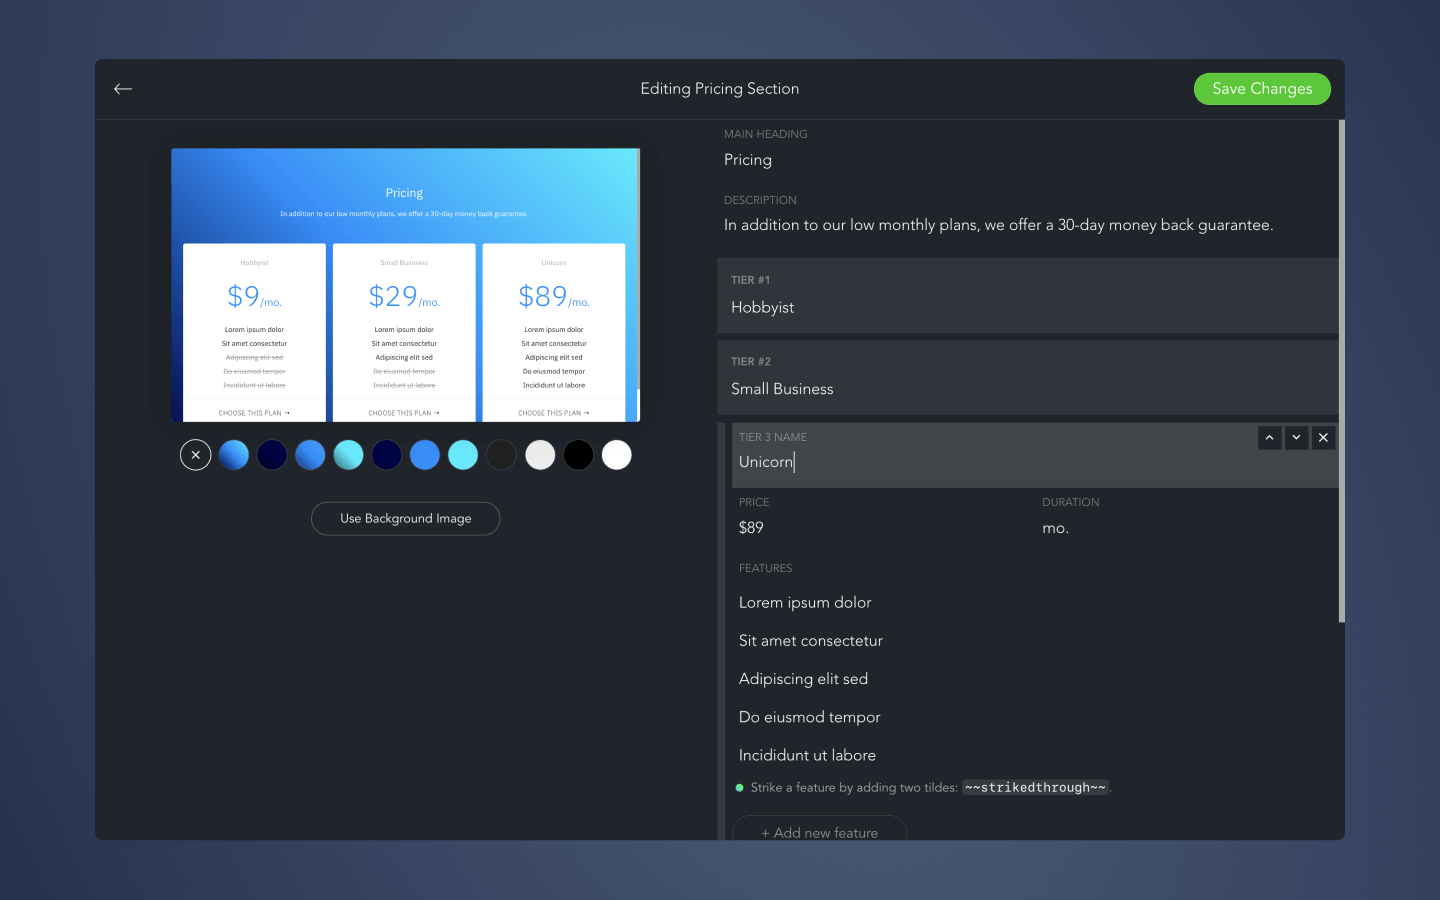 Editing Pricing Section
Save Changes
Pricing
In addition to our low monthly plans, we offer a 30-day money back guarantee.
Hobbyist
$9/mo.
Lorem ipsum dolor
Sit amet consectetur
Adipiscing elit sed
Do eiusmod tempor
Incididunt ut labore
CHOOSE THIS PLAN →
Small Business
$29/mo.
Lorem ipsum dolor
Sit amet consectetur
Adipiscing elit sed
Do eiusmod tempor
Incididunt ut labore
CHOOSE THIS PLAN →
Unicorn
$89/mo.
Lorem ipsum dolor
Sit amet consectetur
Adipiscing elit sed
Do eiusmod tempor
Incididunt ut labore
CHOOSE THIS PLAN →
Use Background Image
MAIN HEADING
Pricing
DESCRIPTION
In addition to our low monthly plans, we offer a 30-day money back guarantee.
TIER #1
Hobbyist
TIER #2
Small Business
TIER 3 NAME
Unicorn
PRICE
$89
DURATION
mo.
FEATURES
Lorem ipsum dolor
Sit amet consectetur
Adipiscing elit sed
Do eiusmod tempor
Incididunt ut labore
Strike a feature by adding two tildes: ~~strikedthrough~~.
+ Add new feature